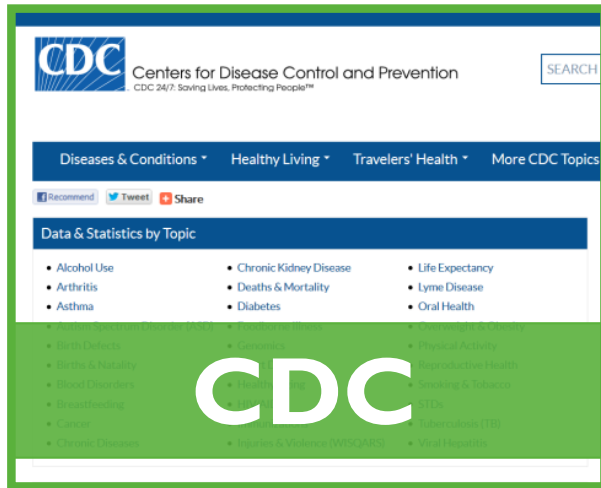 CDC
Centers for Disease Control and Prevention
CDC 24/7: Saving Lives, Protecting People™
SEARCH
Diseases & Conditions
Healthy Living
Travelers' Health
More CDC Topics
Recommend
Tweet
Share
Data & Statistics by Topic
Alcohol Use
Arthritis
Asthma
Autism Spectrum Disorder (ASD)
Birth Defects
Births & Natality
Blood Disorders
Breastfeeding
Cancer
Chronic Diseases
Chronic Kidney Disease
Deaths & Mortality
Diabetes
Foodborne Illness
Genomics
Injuries & Violence (WISQARS)
Life Expectancy
Lyme Disease
Oral Health
Overweight & Obesity
Physical Activity
Reproductive Health
Smoking & Tobacco
STDs
Tuberculosis (TB)
Viral Hepatitis
CDC